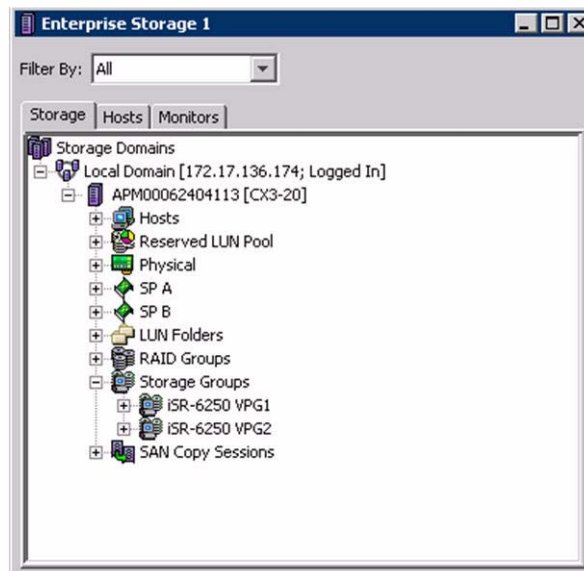 Enterprise Storage 1
Filter By: All
Storage Hosts Monitors
Storage Domains
Local Domain [172.17.136.174; Logged In]
APM00062404113 [CX3-20]
Hosts
Reserved LUN Pool
Physical
SP A
SP B
LUN Folders
RAID Groups
Storage Groups
iSR-6250 VPG1
iSR-6250 VPG2
SAN Copy Sessions